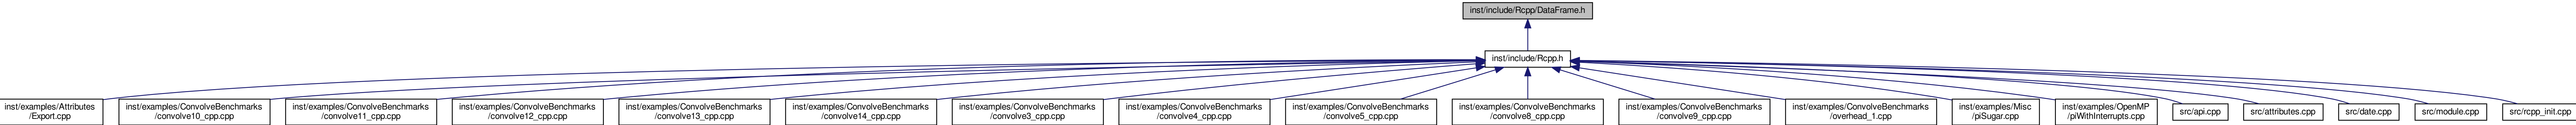 inst/include/Rcpp/DataFrame.h
inst/include/Rcpp.h
inst/examples/Attributes
/Export.cpp
inst/examples/ConvolveBenchmarks
/convolve10_cpp.cpp
inst/examples/ConvolveBenchmarks
/convolve11_cpp.cpp
inst/examples/ConvolveBenchmarks
/convolve12_cpp.cpp
inst/examples/ConvolveBenchmarks
/convolve13_cpp.cpp
inst/examples/ConvolveBenchmarks
/convolve14_cpp.cpp
inst/examples/ConvolveBenchmarks
/convolve3_cpp.cpp
inst/examples/ConvolveBenchmarks
/convolve4_cpp.cpp
inst/examples/ConvolveBenchmarks
/convolve5_cpp.cpp
inst/examples/ConvolveBenchmarks
/convolve8_cpp.cpp
inst/examples/ConvolveBenchmarks
/convolve9_cpp.cpp
inst/examples/ConvolveBenchmarks
/overhead_1.cpp
inst/examples/Misc
/piSugar.cpp
inst/examples/OpenMP
/piWithInterrupts.cpp
src/api.cpp
src/attributes.cpp
src/date.cpp
src/module.cpp
src/rcpp_init.cpp